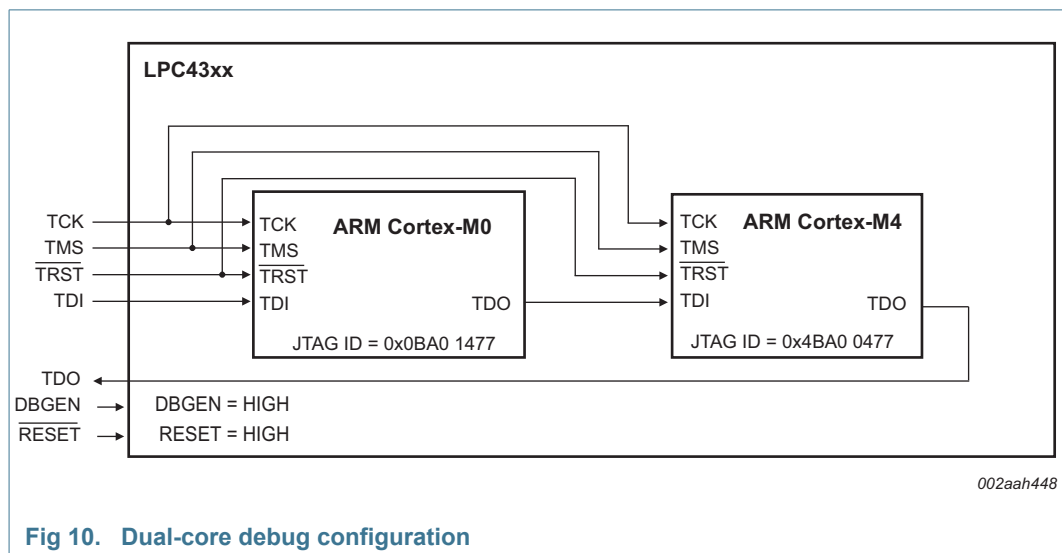 LPC43xx
TCK
TMS
TRST
TDI
TCK
TMS
TRST
TDI
ARM Cortex-M0
TDO
JTAG ID = 0x0BA0 1477
TCK
TMS
TRST
TDI
ARM Cortex-M4
TDO
JTAG ID = 0x4BA0 0477
TDO
DBGEN
RESET
DBGEN = HIGH
RESET = HIGH
002aah448
Fig 10. Dual-core debug configuration